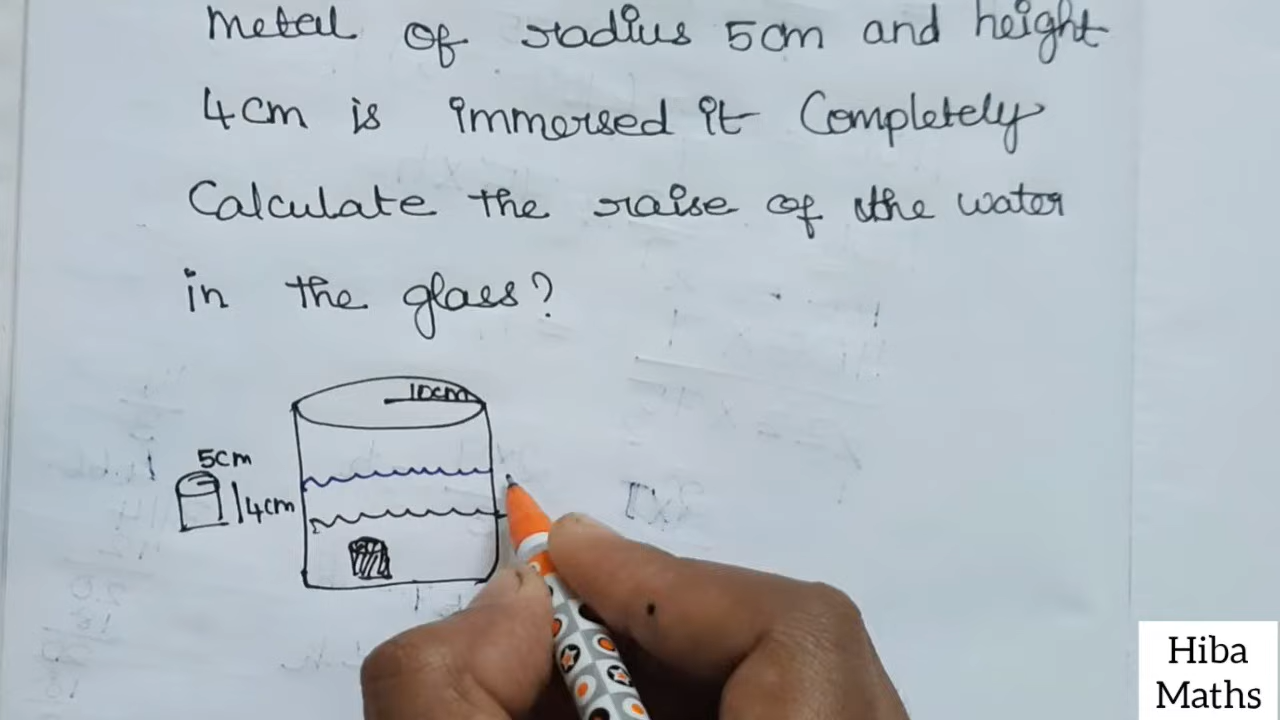 Metal of radius 5cm and height
4cm is immersed it completely
Calculate the raise of the water
in the glass?
10cm
5cm
4cm
Hiba
Maths